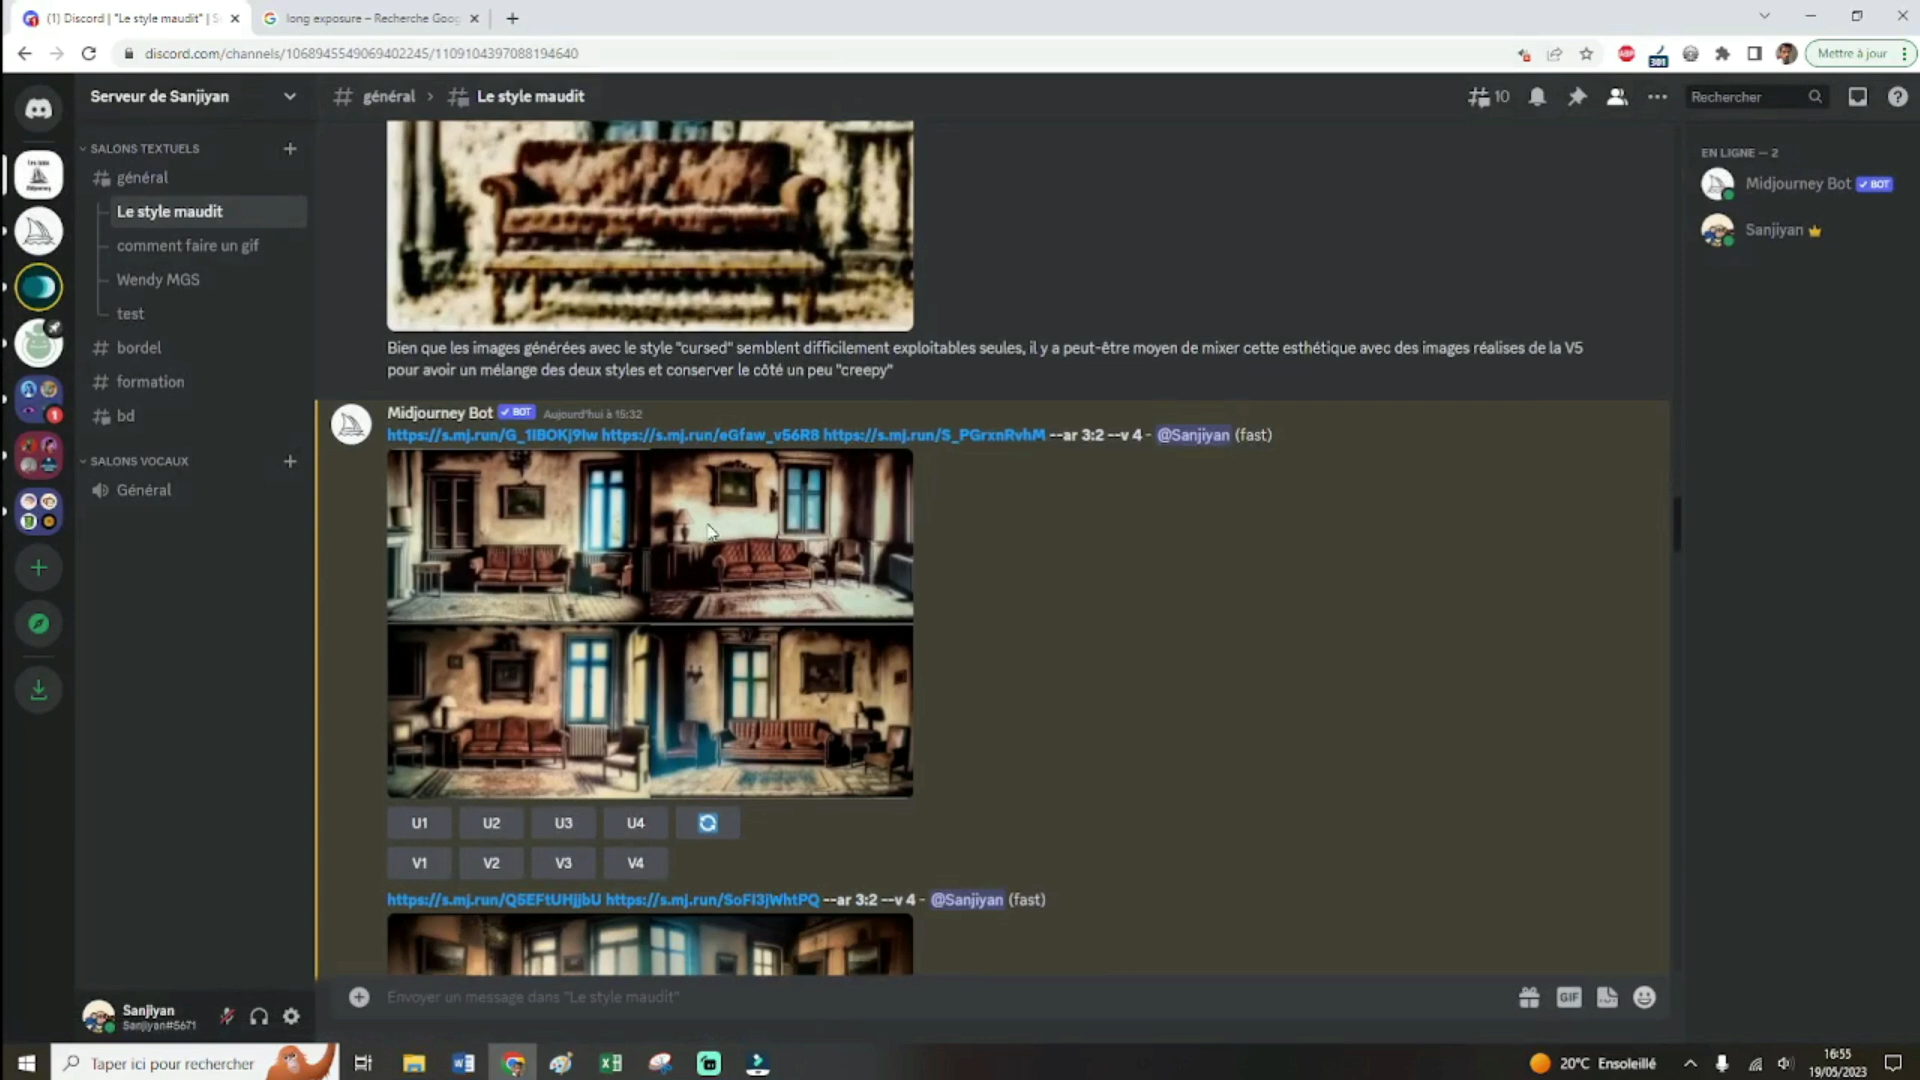 (1) Discord | "Le style maudit" | S
long exposure – Recherche Goog
discord.com/channels/1068945549069402245/1109104397088194640
ABP
301
Mettre à jour
Serveur de Sanjiyan
général
Le style maudit
10
Rechercher
SALONS TEXTUELS
général
Le style maudit
comment faire un gif
Wendy MGS
test
bordel
formation
bd
SALONS VOCAUX
Général
1
Bien que les images générées avec le style "cursed" semblent difficilement exploitables seules, il y a peut-être moyen de mixer cette esthétique avec des images réalises de la V5
pour avoir un mélange des deux styles et conserver le côté un peu "creepy"
Midjourney Bot BOT Aujourd'hui à 15:32
https://s.mj.run/G_1IBOKj9Iw https://s.mj.run/eGfaw_v56R8 https://s.mj.run/S_PGrxnRvhM --ar 3:2 --v 4 - @Sanjiyan (fast)
U1 U2 U3 U4
V1 V2 V3 V4
https://s.mj.run/Q5EFtUHjjbU https://s.mj.run/SoFI3jWhtPQ --ar 3:2 --v 4 - @Sanjiyan (fast)
Envoyer un message dans "Le style maudit"
GIF
EN LIGNE — 2
Midjourney Bot BOT
Sanjiyan
Sanjiyan
Sanjiyan#5671
Taper ici pour rechercher
20°C Ensoleillé
16:55
19/05/2023